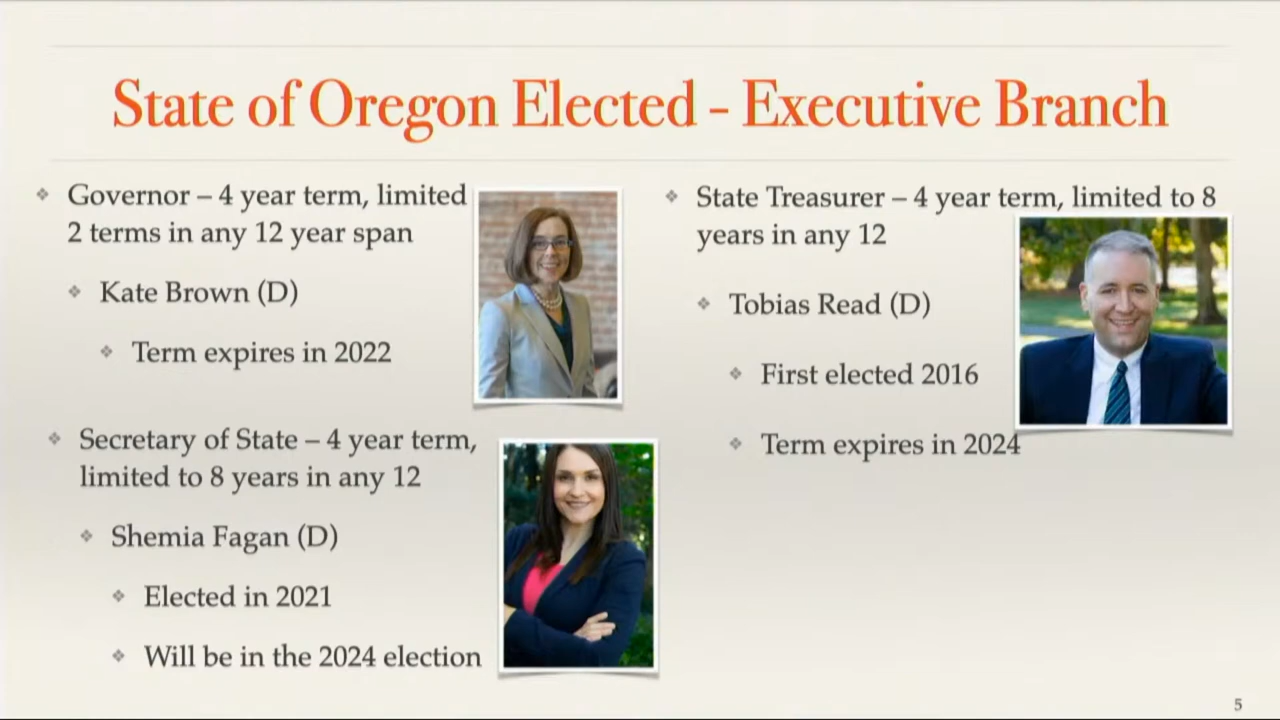 State of Oregon Elected - Executive Branch
Governor – 4 year term, limited
2 terms in any 12 year span
Kate Brown (D)
Term expires in 2022
Secretary of State – 4 year term,
limited to 8 years in any 12
Shemia Fagan (D)
Elected in 2021
Will be in the 2024 election
State Treasurer – 4 year term, limited to 8
years in any 12
Tobias Read (D)
First elected 2016
Term expires in 2024
5